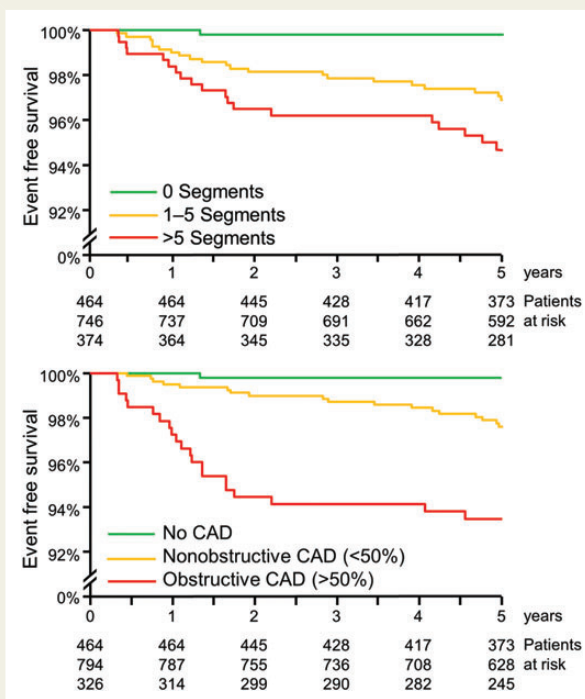 Event free survival
100%
98%
96%
94%
92%
0%
0 Segments
1–5 Segments
>5 Segments
0 1 2 3 4 5 years
464 464 445 428 417 373 Patients
746 737 709 691 662 592 at risk
374 364 345 335 328 281
Event free survival
100%
98%
96%
94%
92%
0%
No CAD
Nonobstructive CAD (<50%)
Obstructive CAD (>50%)
0 1 2 3 4 5 years
464 464 445 428 417 373 Patients
794 787 755 736 708 628 at risk
326 314 299 290 282 245